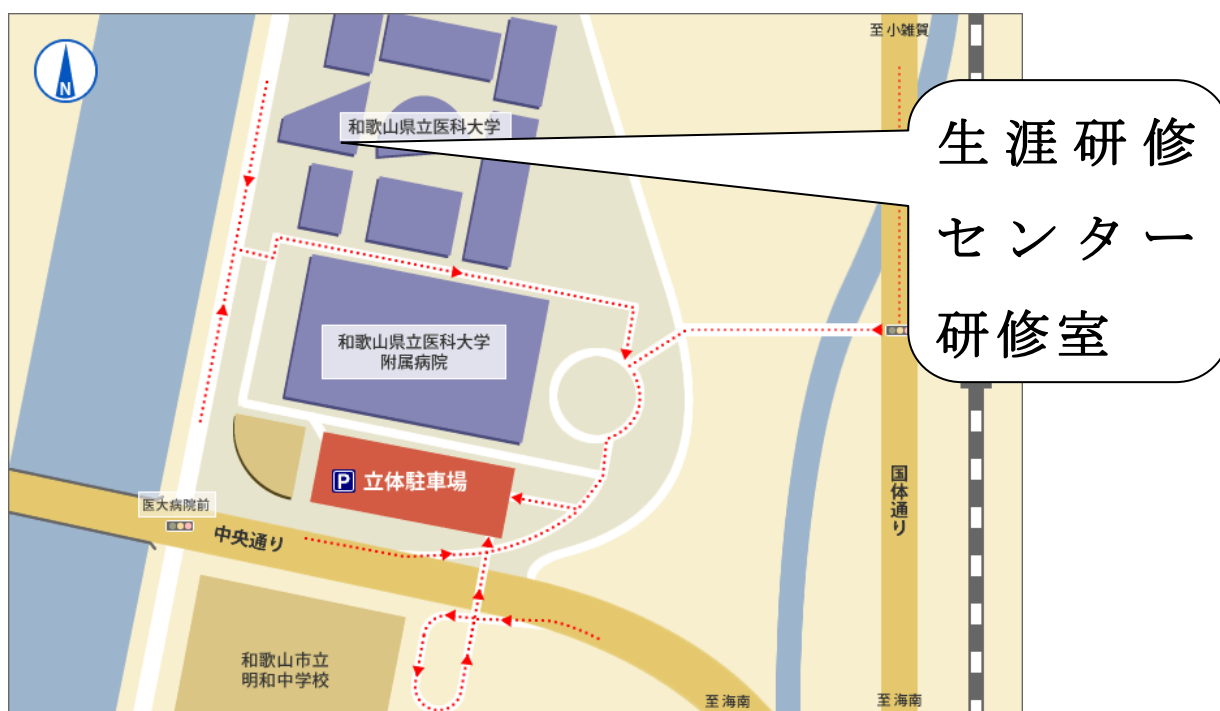 N
至 小雑賀
和歌山県立医科大学
生涯研修
センター
研修室
和歌山県立医科大学
附属病院
P 立体駐車場
国体通り
医大病院前
中央通り
和歌山市立
明和中学校
至 海南
至 海南